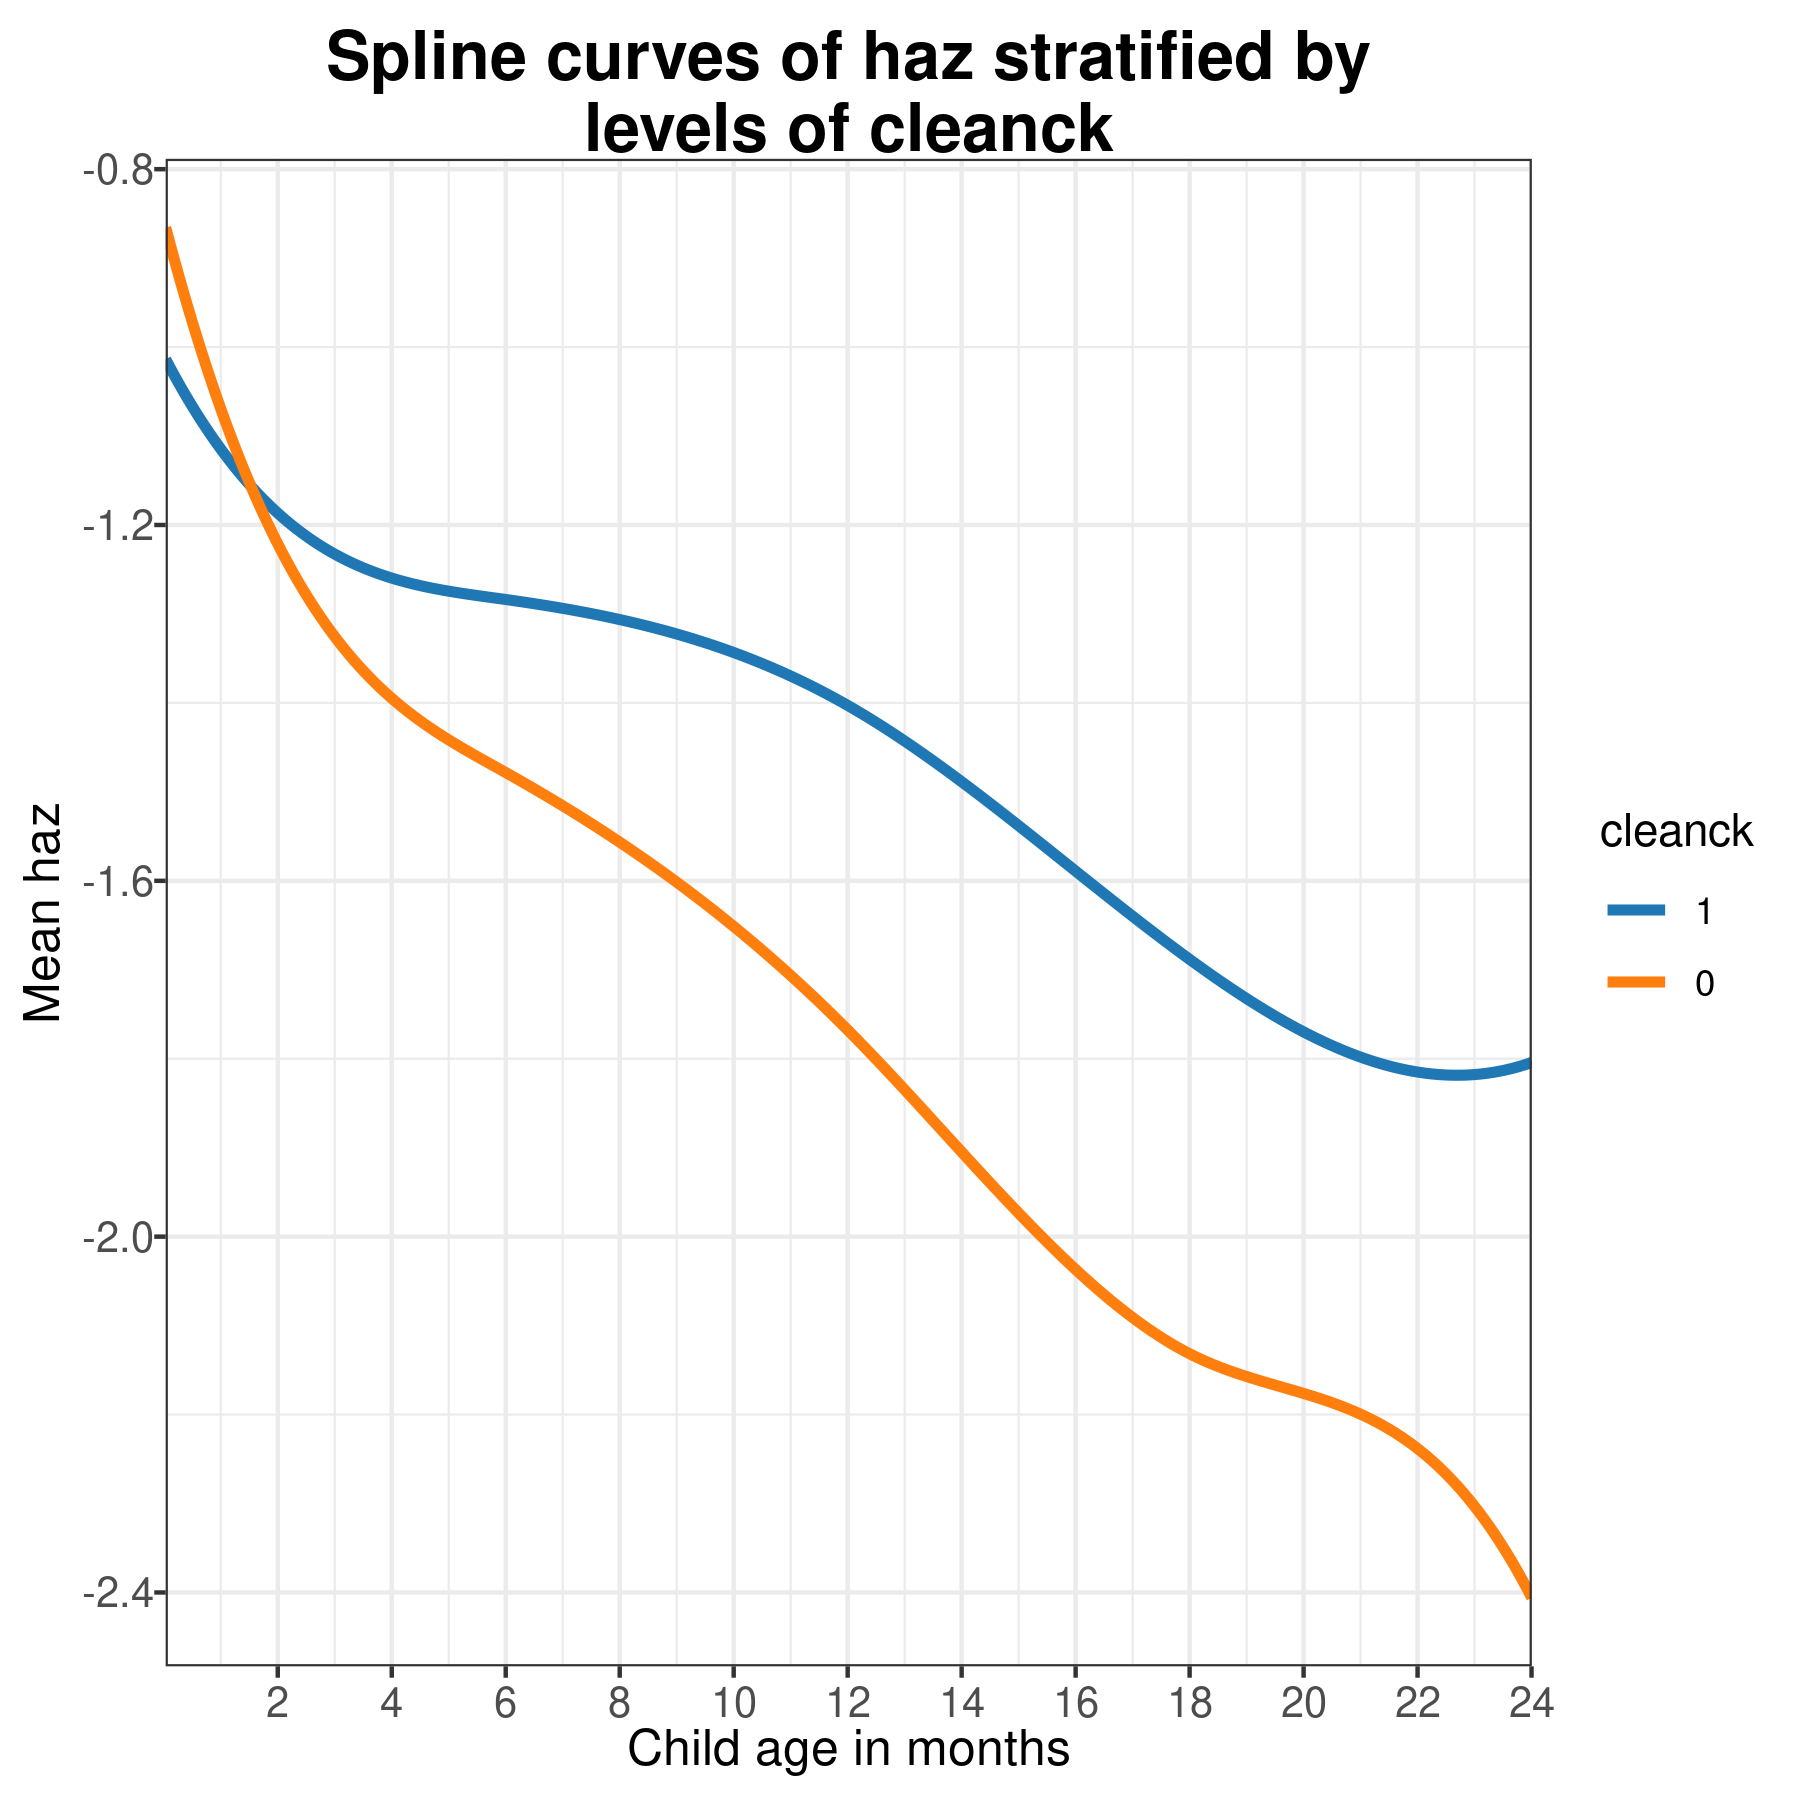 Spline curves of haz stratified by
levels of cleanck
-0.8
-1.2
-1.6
-2.0
-2.4
Mean haz
2 4 6 8 10 12 14 16 18 20 22 24
Child age in months
cleanck
1
0